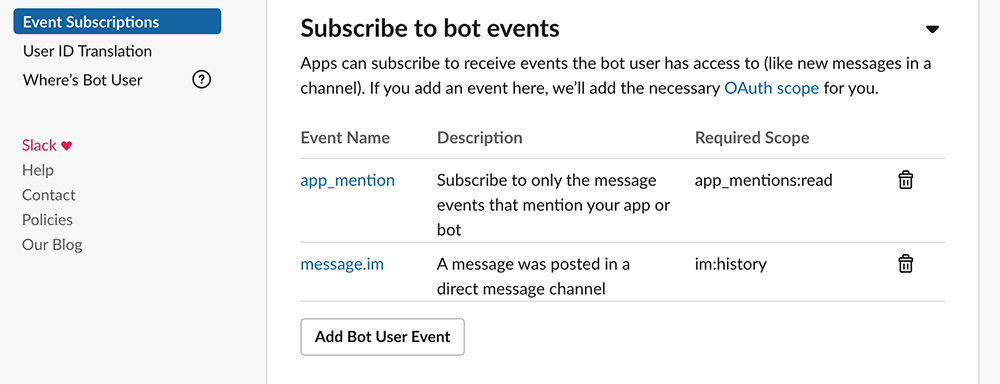 Event Subscriptions
User ID Translation
Where's Bot User
Slack
Help
Contact
Policies
Our Blog
Subscribe to bot events
Apps can subscribe to receive events the bot user has access to (like new messages in a
channel). If you add an event here, we'll add the necessary OAuth scope for you.
Event Name Description Required Scope
app_mention Subscribe to only the message app_mentions:read
events that mention your app or
bot
message.im A message was posted in a im:history
direct message channel
Add Bot User Event